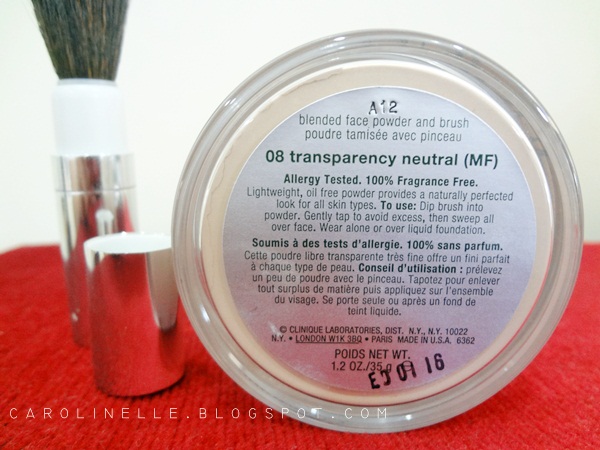 A12
blended face powder and brush
poudre tamisée avec pinceau
08 transparency neutral (MF)
Allergy Tested. 100% Fragrance Free.
Lightweight, oil free powder provides a naturally perfected
look for all skin types. To use: Dip brush into
powder. Gently tap to avoid excess, then sweep all
over face. Wear alone or over liquid foundation.
Soumis à des tests d'allergie. 100% sans parfum.
Cette poudre libre transparente très fine offre un fini parfait
à chaque type de peau. Conseil d'utilisation : prélevez
un peu de poudre avec le pinceau. Tapotez pour enlever
tout surplus de matière puis appliquez sur l'ensemble
du visage. Se porte seule ou après un fond de
teint liquide.
© CLINIQUE LABORATORIES, DIST. N.Y., N.Y. 10022
N.Y. • LONDON W1K 3BQ • PARIS MADE IN U.S.A. 6362
POIDS NET WT.
1.2 OZ./35 g
01 16
CAROLINELLE.BLOGSPOT.COM